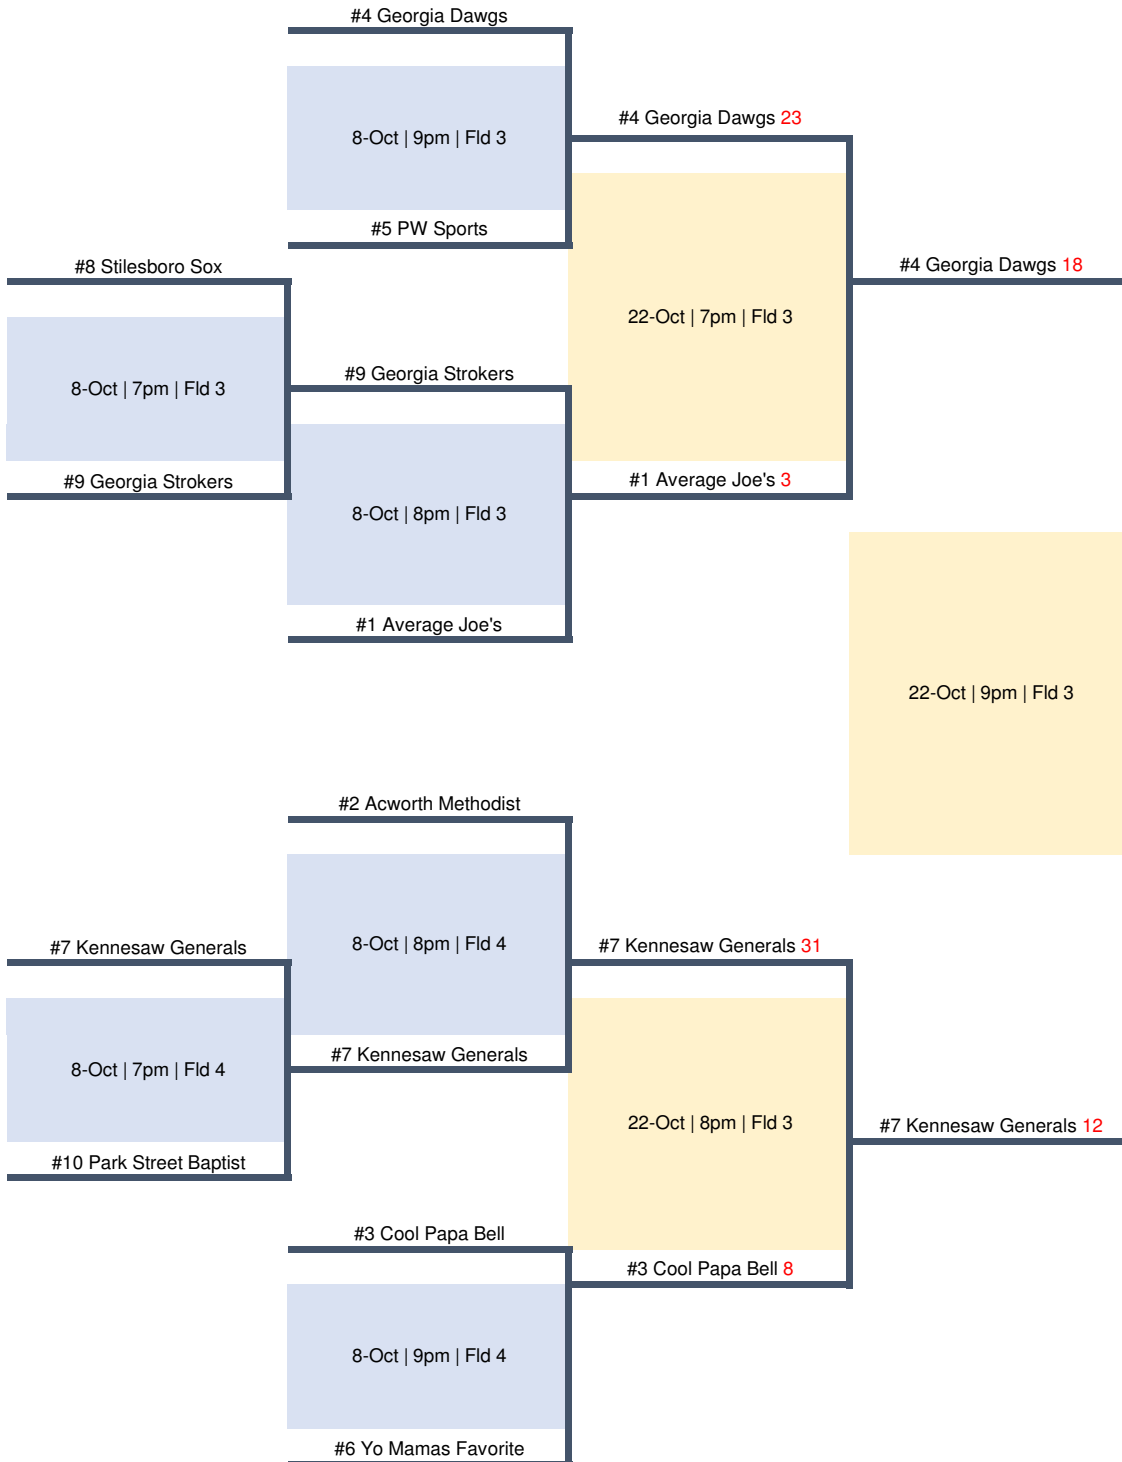 #4 Georgia Dawgs
8-Oct | 9pm | Fld 3
#4 Georgia Dawgs 23
#5 PW Sports
#8 Stilesboro Sox
#4 Georgia Dawgs 18
22-Oct | 7pm | Fld 3
8-Oct | 7pm | Fld 3
#9 Georgia Strokers
#9 Georgia Strokers
#1 Average Joe's 3
8-Oct | 8pm | Fld 3
#1 Average Joe's
22-Oct | 9pm | Fld 3
#2 Acworth Methodist
8-Oct | 8pm | Fld 4
#7 Kennesaw Generals
#7 Kennesaw Generals 31
#7 Kennesaw Generals
8-Oct | 7pm | Fld 4
22-Oct | 8pm | Fld 3
#7 Kennesaw Generals 12
#10 Park Street Baptist
#3 Cool Papa Bell
#3 Cool Papa Bell 8
8-Oct | 9pm | Fld 4
#6 Yo Mamas Favorite